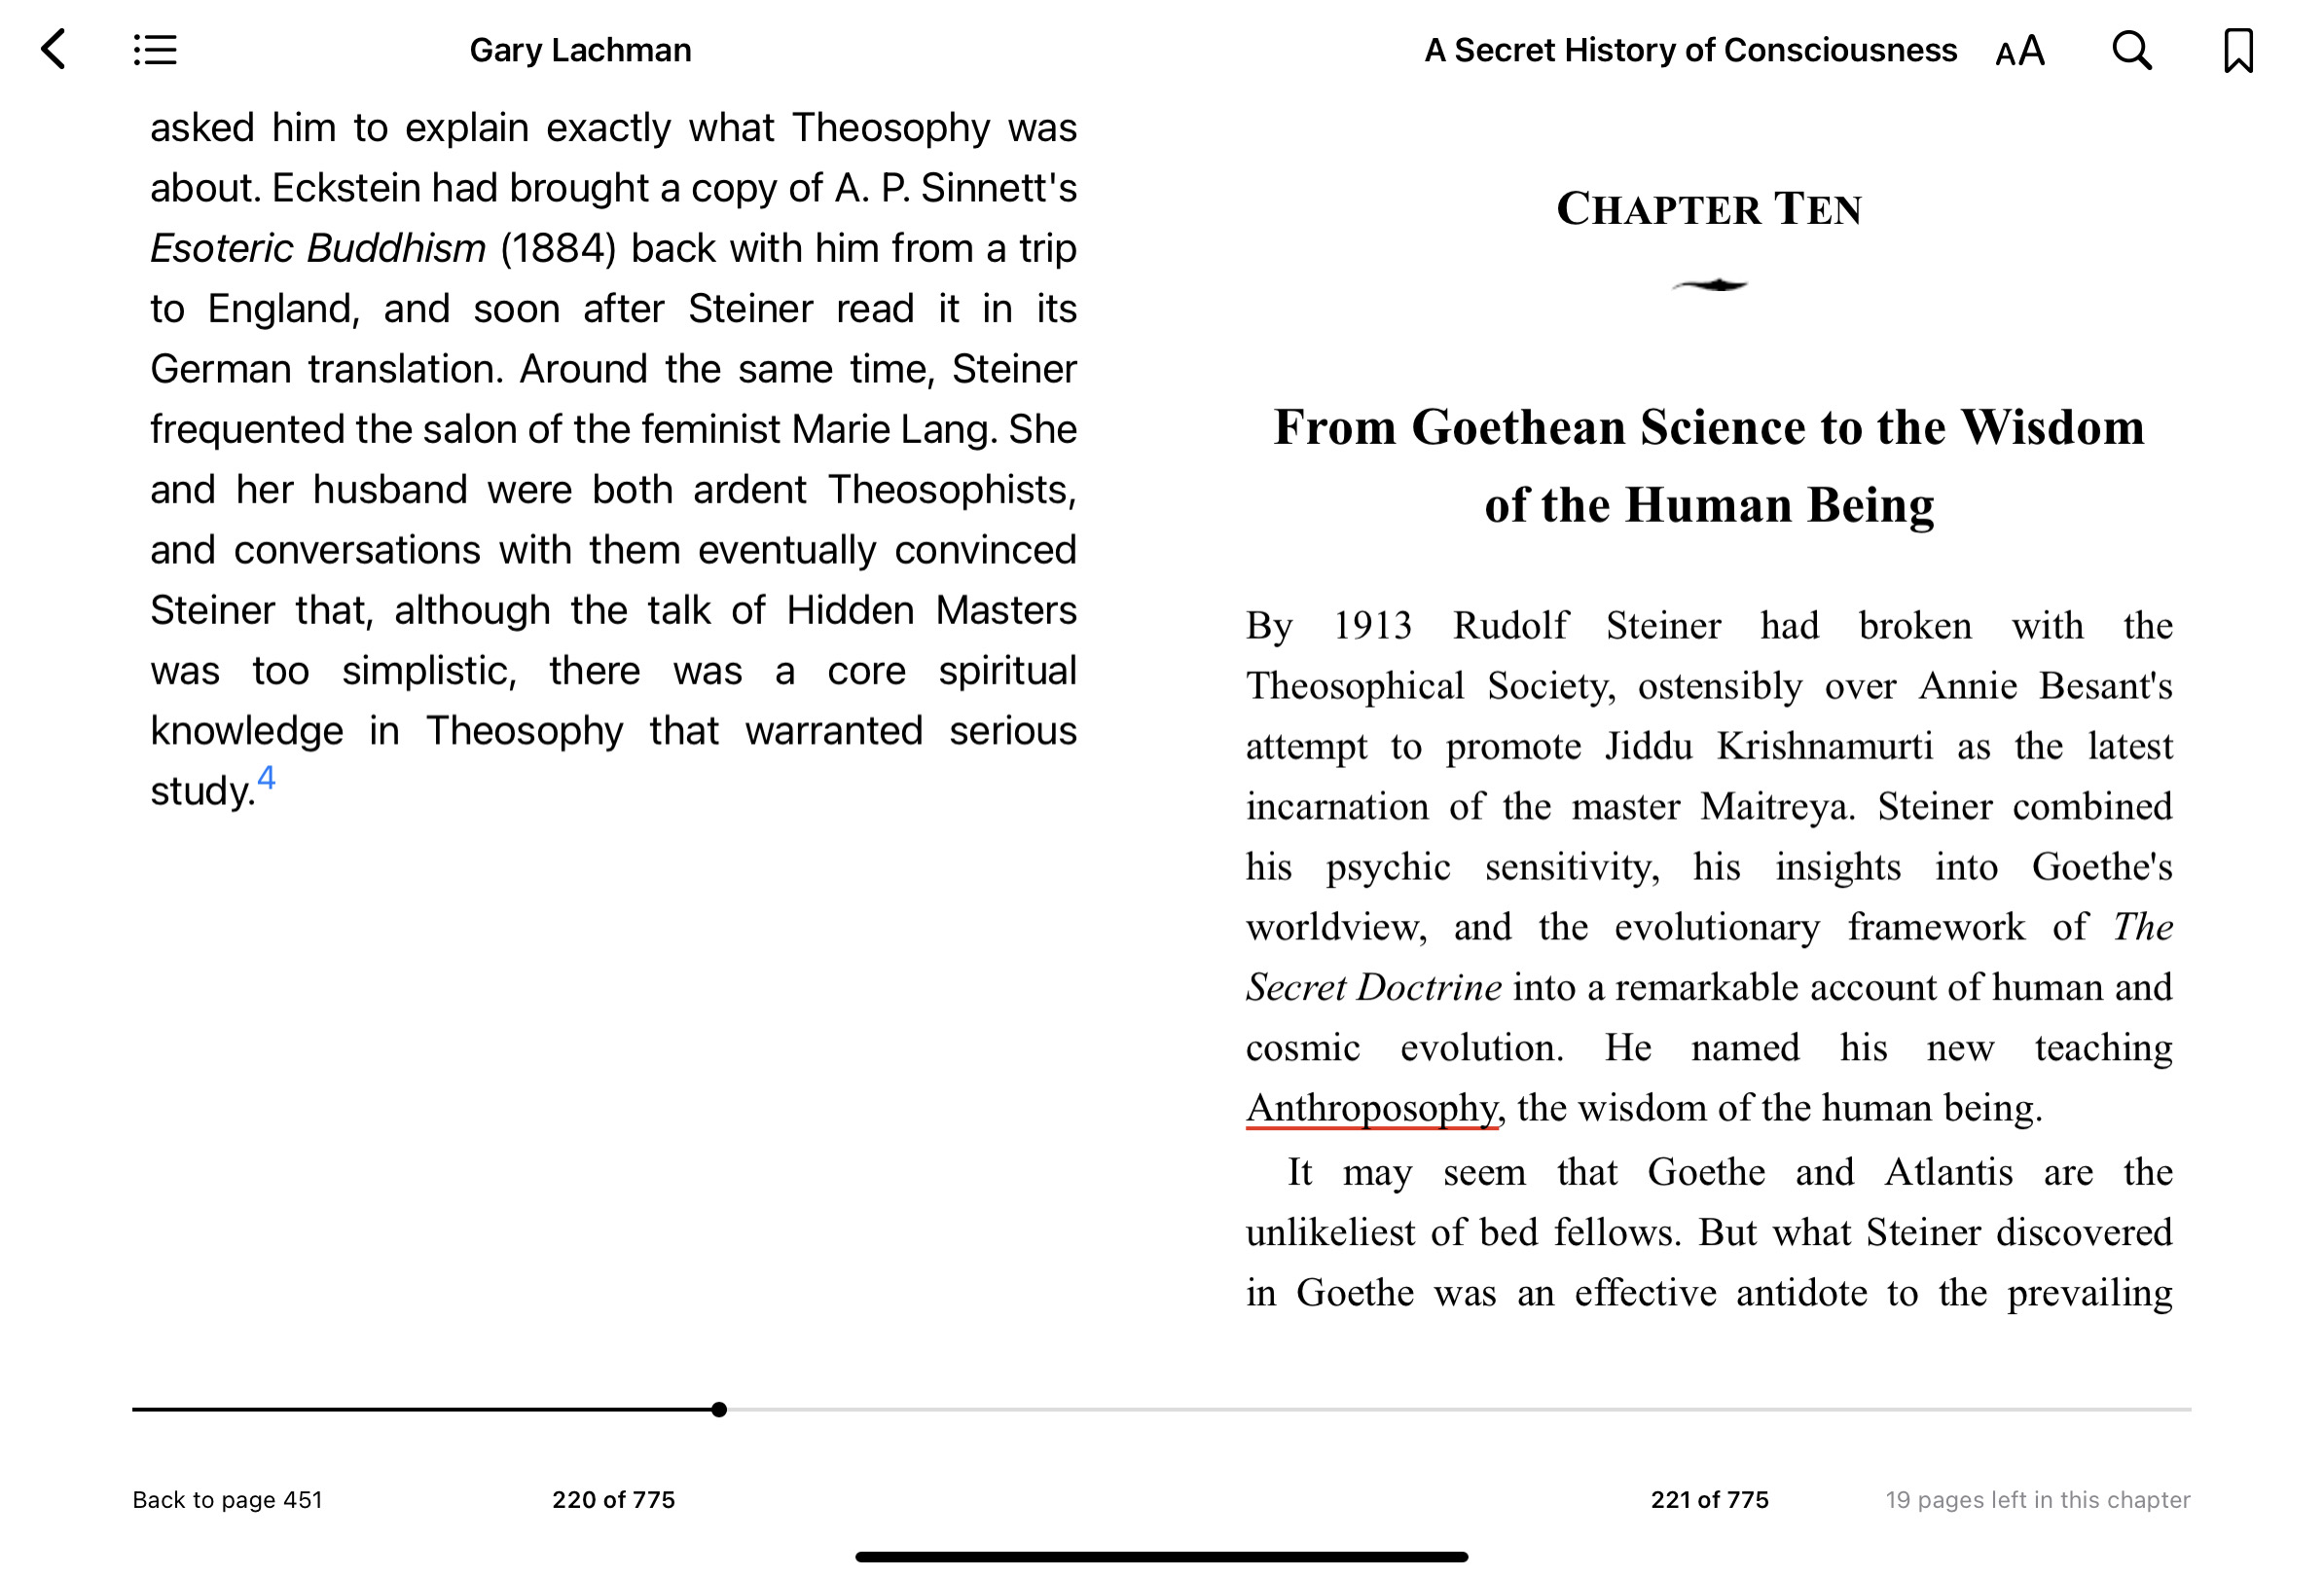 Gary Lachman
A Secret History of Consciousness
AA
asked him to explain exactly what Theosophy was
about. Eckstein had brought a copy of A. P. Sinnett's
Esoteric Buddhism (1884) back with him from a trip
to England, and soon after Steiner read it in its
German translation. Around the same time, Steiner
frequented the salon of the feminist Marie Lang. She
and her husband were both ardent Theosophists,
and conversations with them eventually convinced
Steiner that, although the talk of Hidden Masters
was too simplistic, there was a core spiritual
knowledge in Theosophy that warranted serious
study.4
CHAPTER TEN
From Goethean Science to the Wisdom
of the Human Being
By 1913 Rudolf Steiner had broken with the
Theosophical Society, ostensibly over Annie Besant's
attempt to promote Jiddu Krishnamurti as the latest
incarnation of the master Maitreya. Steiner combined
his psychic sensitivity, his insights into Goethe's
worldview, and the evolutionary framework of The
Secret Doctrine into a remarkable account of human and
cosmic evolution. He named his new teaching
Anthroposophy, the wisdom of the human being.
It may seem that Goethe and Atlantis are the
unlikeliest of bed fellows. But what Steiner discovered
in Goethe was an effective antidote to the prevailing
Back to page 451
220 of 775
221 of 775
19 pages left in this chapter